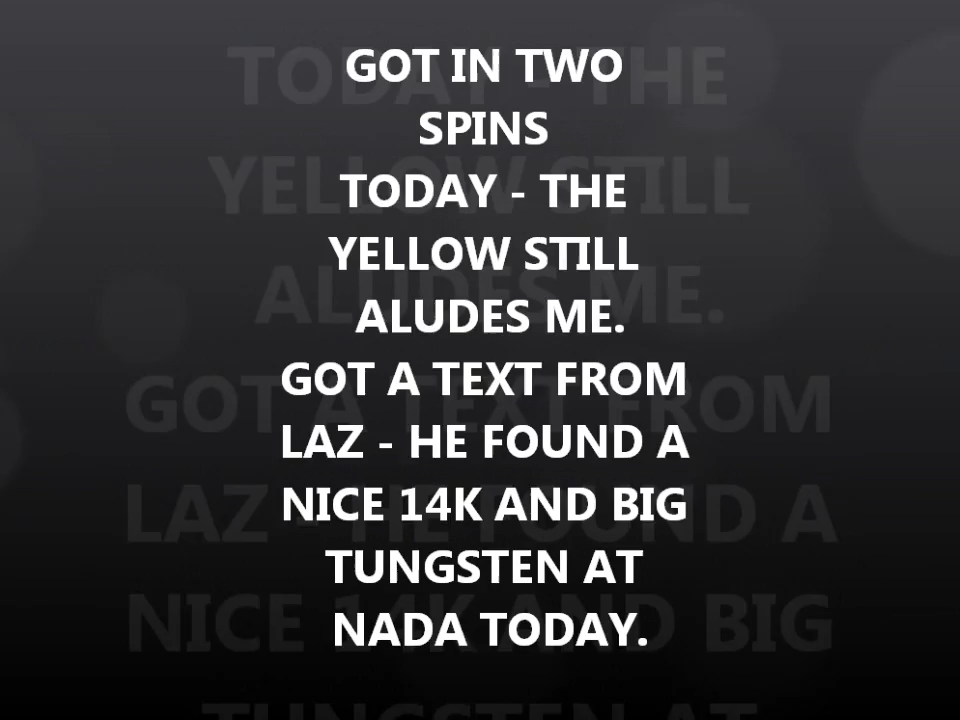 GOT IN TWO
SPINS
TODAY - THE
YELLOW STILL
ALUDES ME.
GOT A TEXT FROM
LAZ - HE FOUND A
NICE 14K AND BIG
TUNGSTEN AT
NADA TODAY.